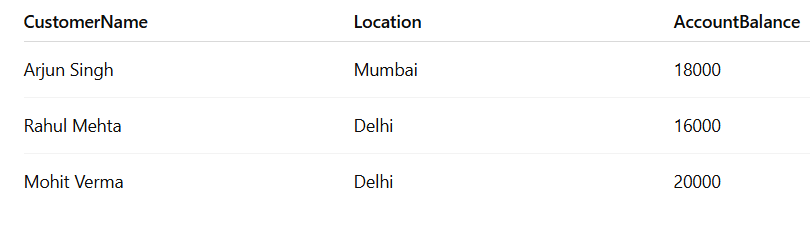 CustomerName Location AccountBalance
Arjun Singh Mumbai 18000
Rahul Mehta Delhi 16000
Mohit Verma Delhi 20000